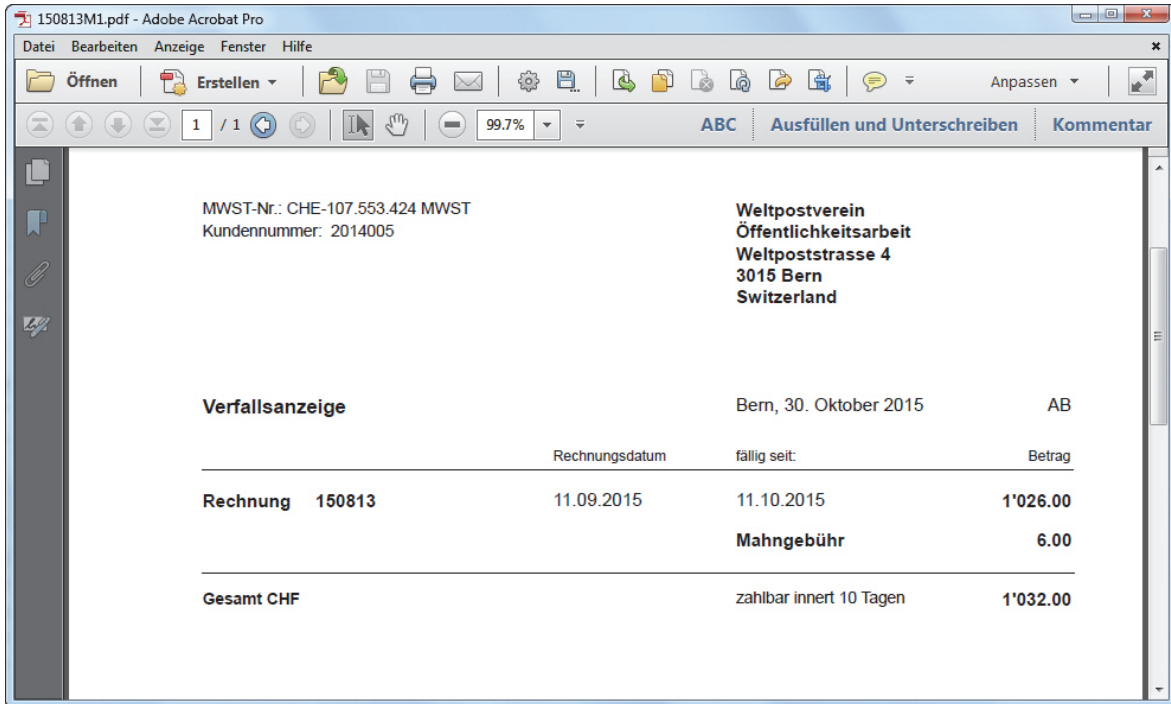 150813M1.pdf - Adobe Acrobat Pro
Datei Bearbeiten Anzeige Fenster Hilfe
Öffnen Erstellen Anpassen
1 / 1 99.7% ABC Ausfüllen und Unterschreiben Kommentar
MWST-Nr.: CHE-107.553.424 MWST
Kundennummer: 2014005
Weltpostverein
Öffentlichkeitsarbeit
Weltpoststrasse 4
3015 Bern
Switzerland
Verfallsanzeige Bern, 30. Oktober 2015 AB
Rechnungsdatum fällig seit: Betrag
Rechnung 150813 11.09.2015 11.10.2015 1'026.00
Mahngebühr 6.00
Gesamt CHF zahlbar innert 10 Tagen 1'032.00